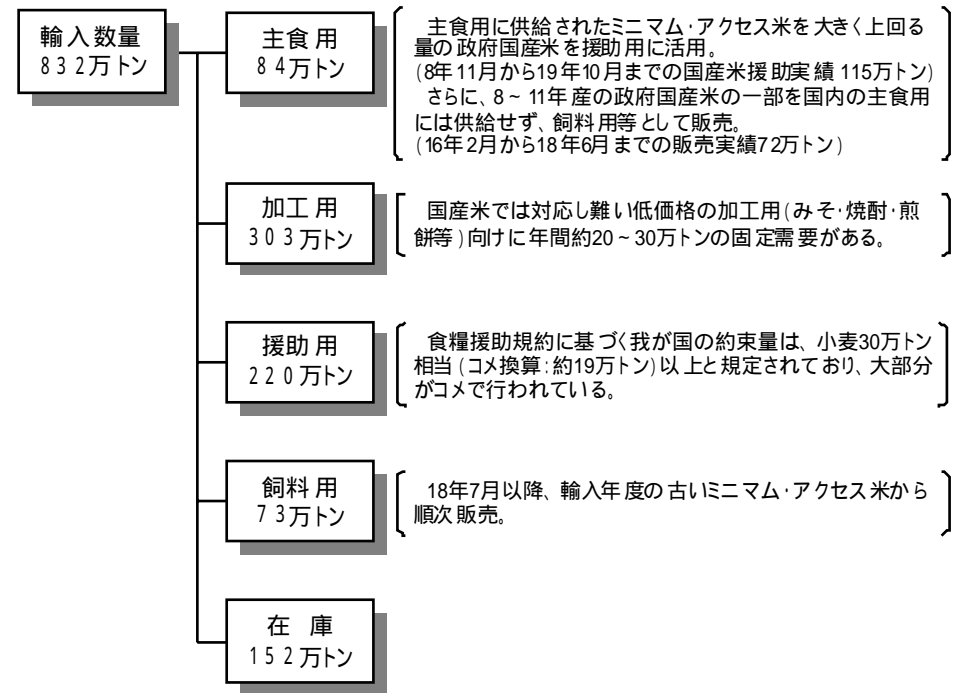 輸入数量
832万トン
主食用
84万トン
主食用に供給されたミニマム・アクセス米を大きく上回る
量の政府国産米を援助用に活用。
(8年11月から19年10月までの国産米援助実績 115万トン)
さらに、8~11年産の政府国産米の一部を国内の主食用
には供給せず、飼料用等として販売。
(16年2月から18年6月までの販売実績72万トン)
加工用
303万トン
国産米では対応し難い低価格の加工用(みそ・焼酎・煎
餅等)向けに年間約20~30万トンの固定需要がある。
援助用
220万トン
食糧援助規約に基づく我が国の約束量は、小麦30万トン
相当(コメ換算:約19万トン)以上と規定されており、大部分
がコメで行われている。
飼料用
73万トン
18年7月以降、輸入年度の古いミニマム・アクセス米から
順次販売。
在 庫
152万トン